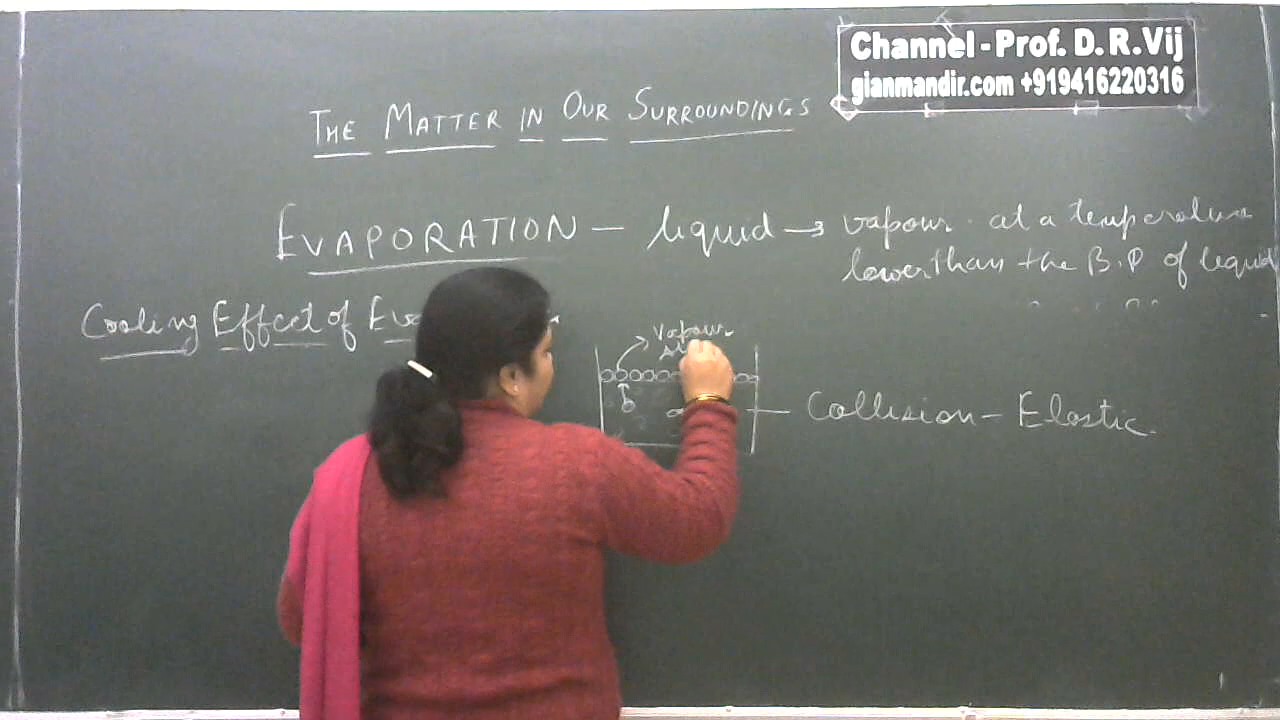 Channel - Prof. D. R. Vij
gianmandir.com +919416220316
THE MATTER IN OUR SURROUNDINGS
EVAPORATION — liquid → vapour at a temperature
lower than the B.P of liquid
Cooling Effect of
vapour
Collision - Elastic.